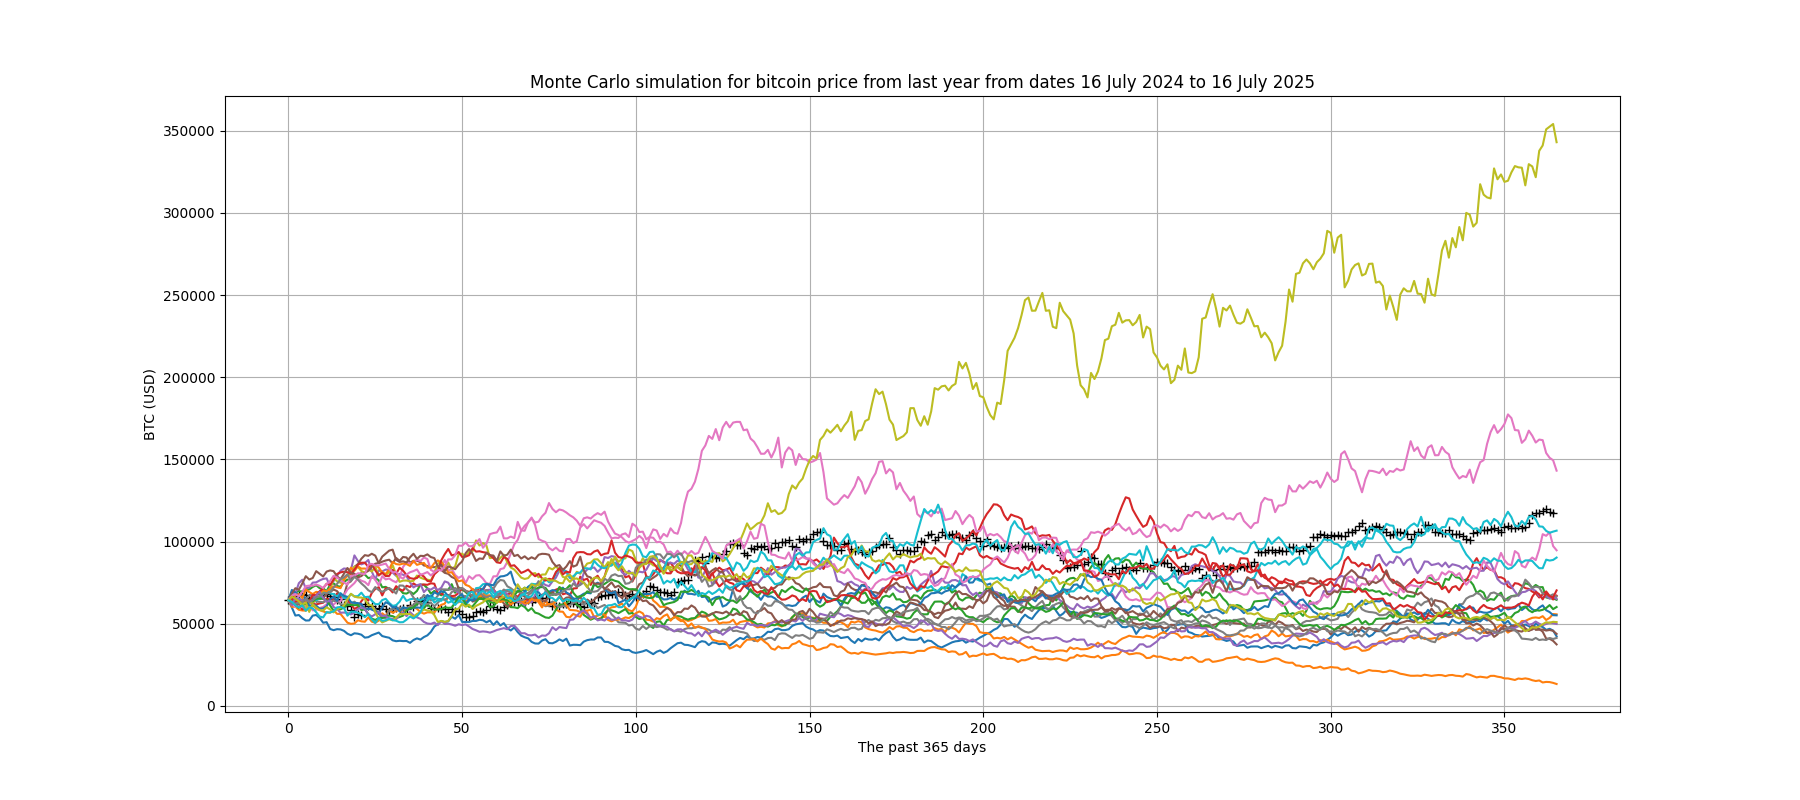 Monte Carlo simulation for bitcoin price from last year from dates 16 July 2024 to 16 July 2025
350000
300000
250000
200000
150000
100000
50000
0
BTC (USD)
0 50 100 150 200 250 300 350
The past 365 days